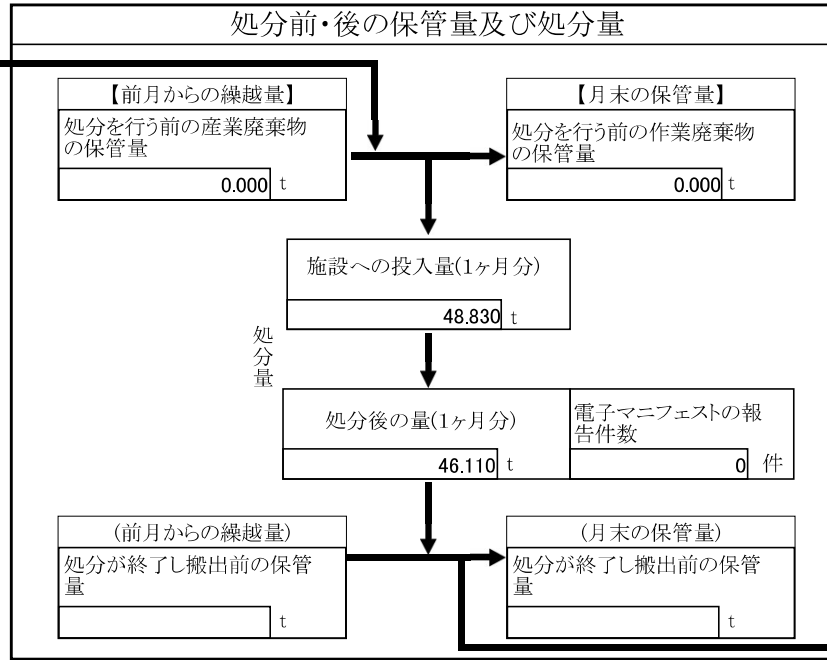 処分前・後の保管量及び処分量
【前月からの繰越量】
処分を行う前の産業廃棄物
の保管量
0.000 t
【月末の保管量】
処分を行う前の作業廃棄物
の保管量
0.000 t
施設への投入量(1ヶ月分)
48.830 t
処分量
処分後の量(1ヶ月分)
46.110 t
電子マニフェストの報
告件数
0 件
(前月からの繰越量)
処分が終了し搬出前の保管
量
t
(月末の保管量)
処分が終了し搬出前の保管
量
t